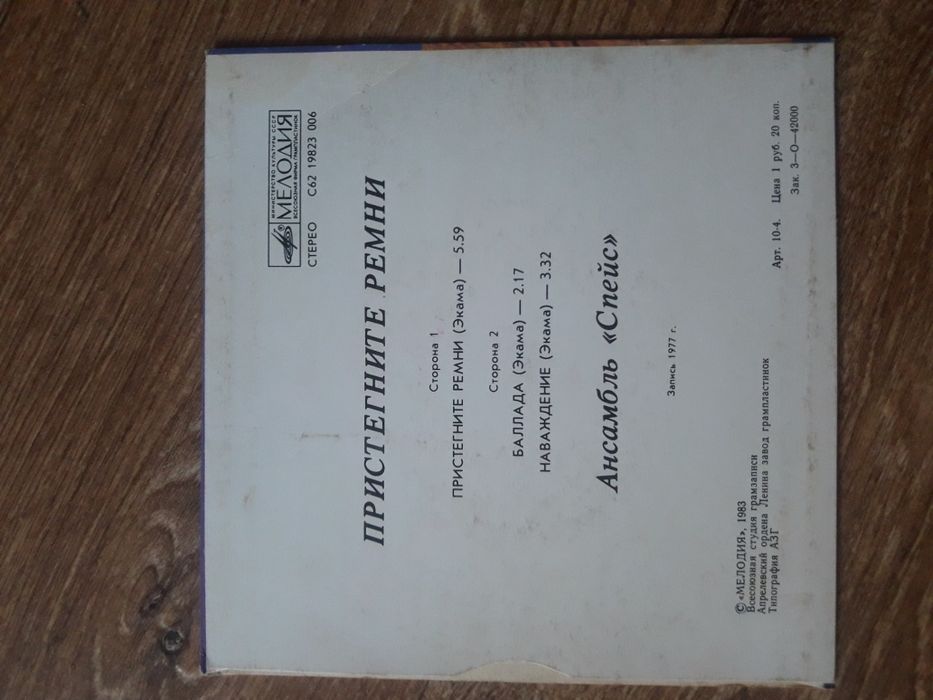 МИНИСТЕРСТВО КУЛЬТУРЫ СССР
МЕЛОДИЯ
ВСЕСОЮЗНАЯ ФИРМА ГРАМПЛАСТИНОК
СТЕРЕО С62 19823 006
ПРИСТЕГНИТЕ РЕМНИ
Сторона 1
ПРИСТЕГНИТЕ РЕМНИ (Экама) — 5.59
Сторона 2
БАЛЛАДА (Экама) — 2.17
НАВАЖДЕНИЕ (Экама) — 3.32
Ансамбль «Спейс»
Запись 1977 г.
© «МЕЛОДИЯ», 1983
Всесоюзная студия грамзаписи
Апрелевский ордена Ленина завод грампластинок
Типография АЗГ
Арт. 10-4. Цена 1 руб. 20 коп.
Зак. 3—О—42000